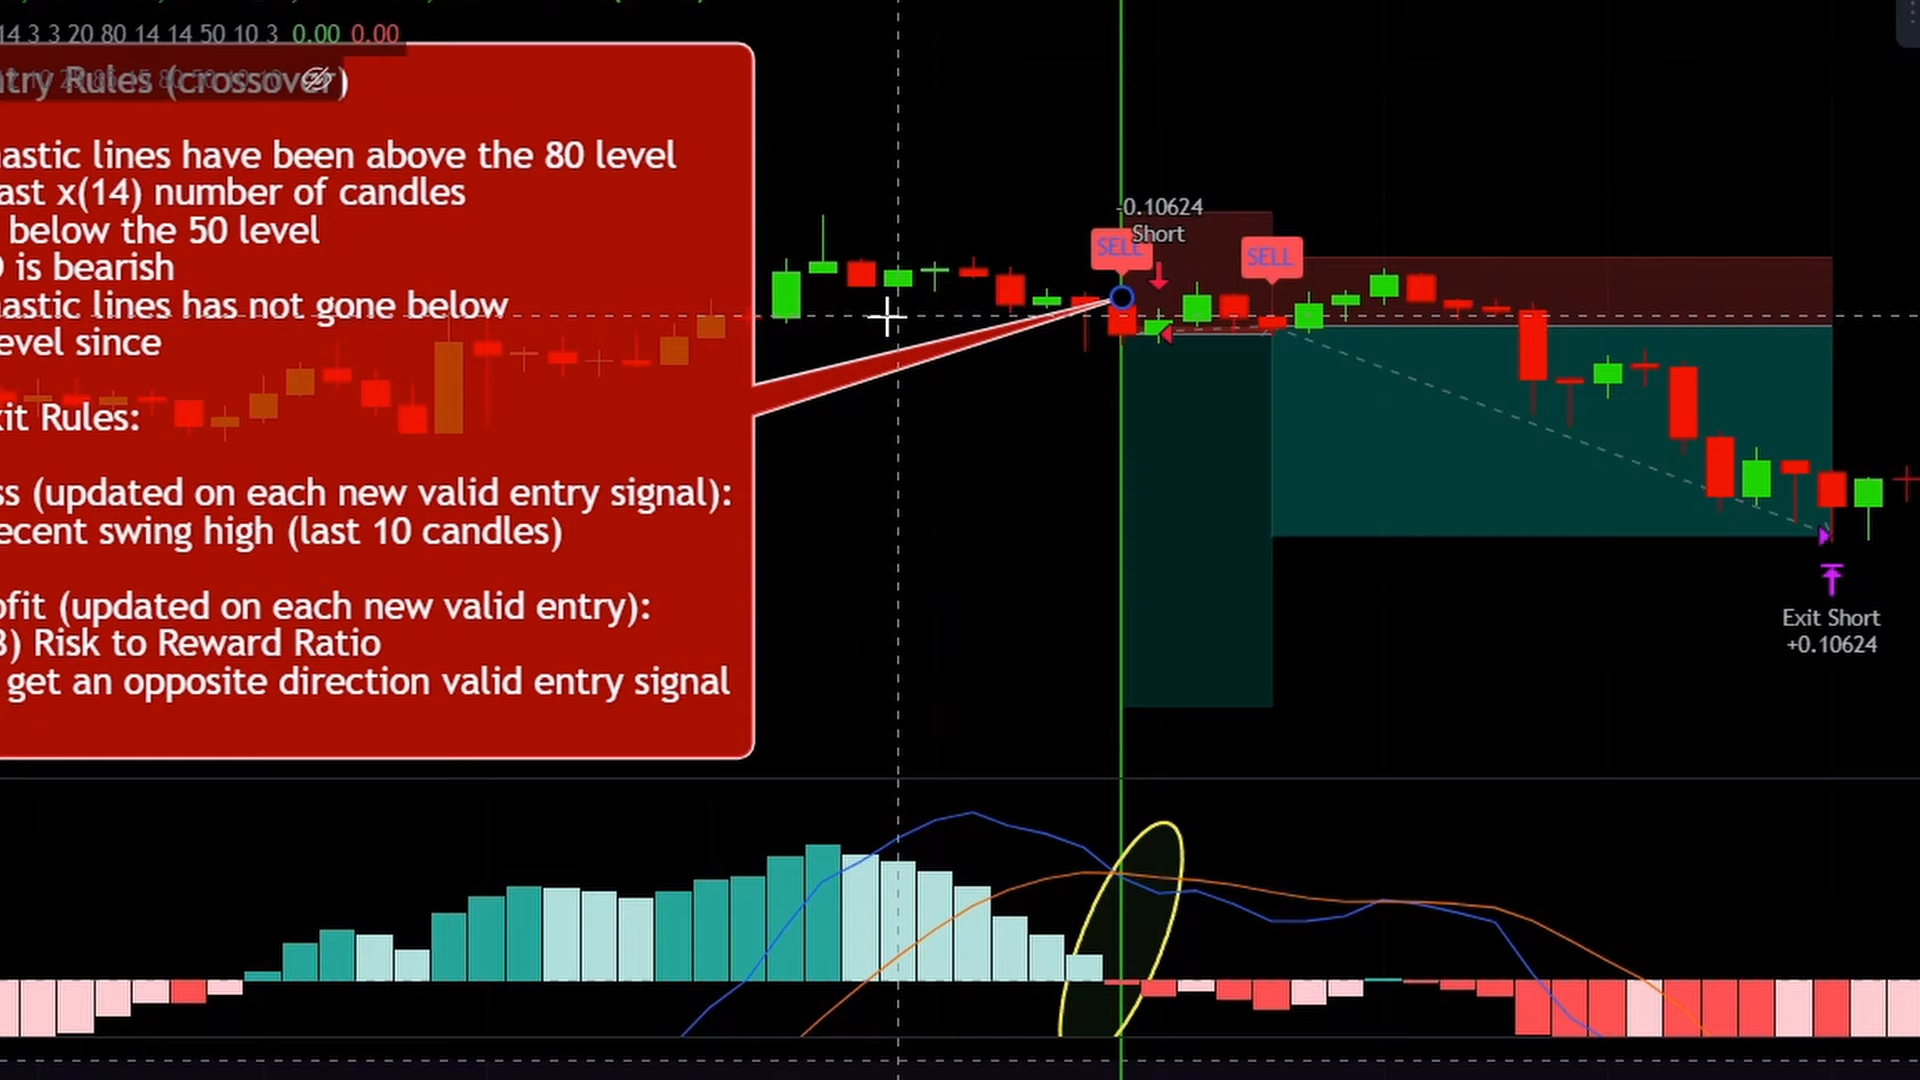 14 3 3 20 80 14 14 50 10 3 0.00 0.00
ntry Rules (crossover)
astic lines have been above the 80 level
ast x(14) number of candles
below the 50 level
is bearish
astic lines has not gone below
evel since
xit Rules:
ss (updated on each new valid entry signal):
ecent swing high (last 10 candles)
ofit (updated on each new valid entry):
3) Risk to Reward Ratio
get an opposite direction valid entry signal
-0.10624
Short
SELL
SELL
Exit Short
+0.10624